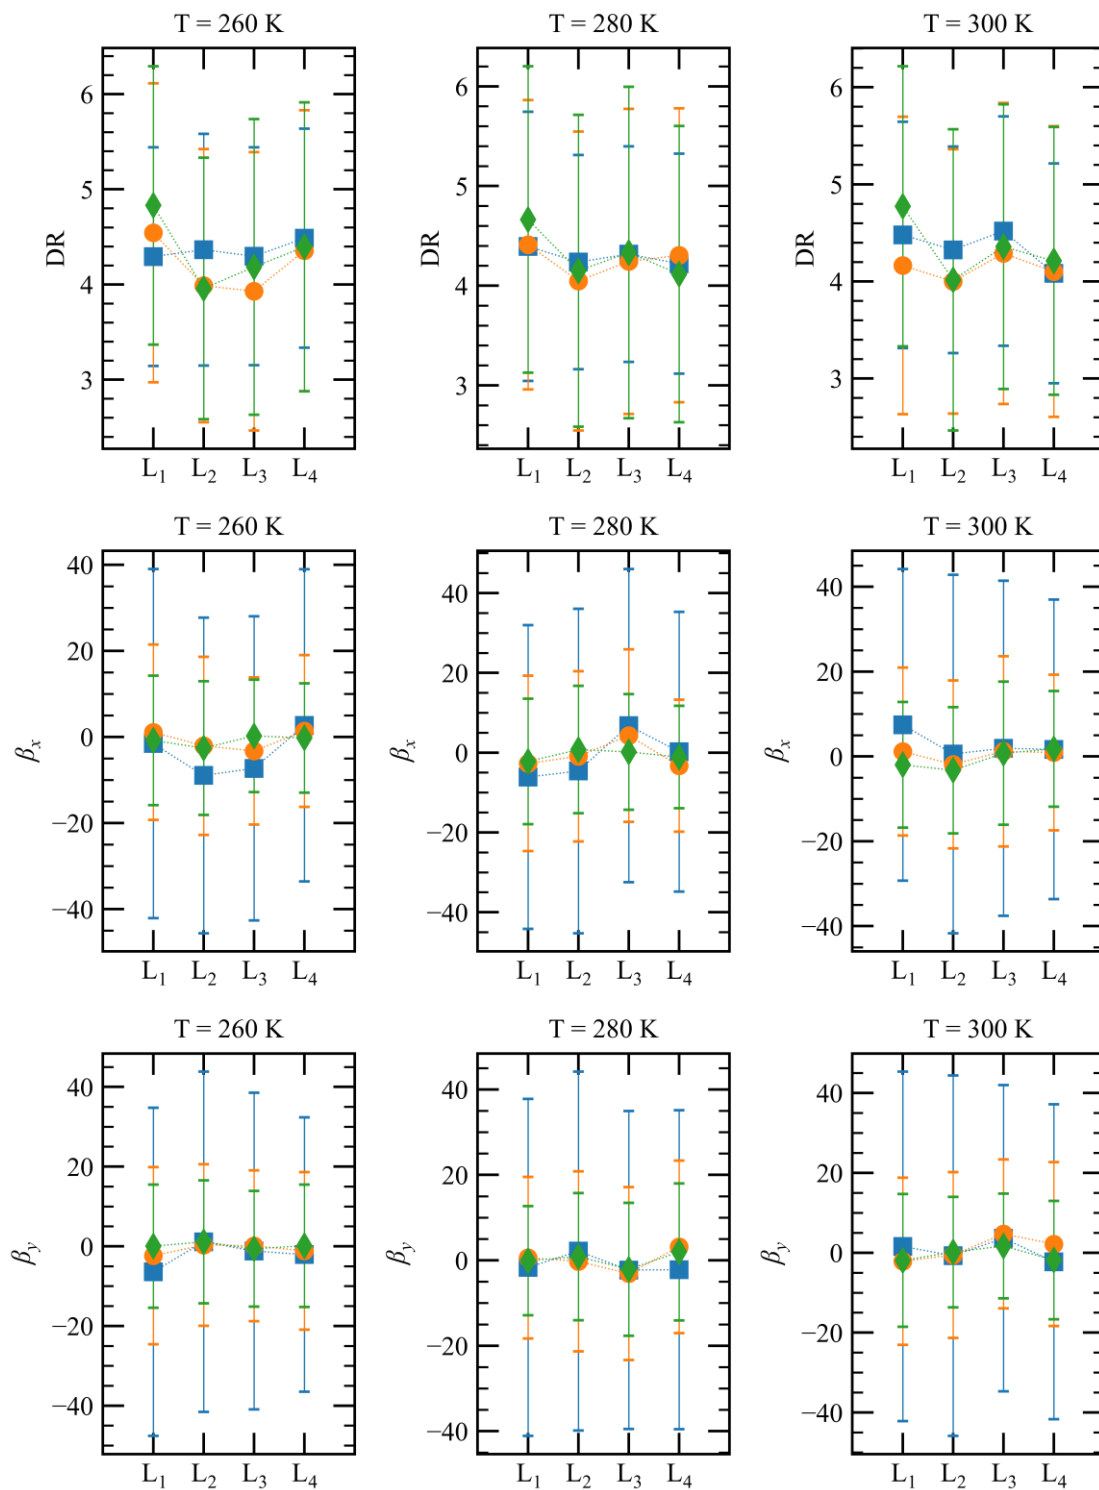 T = 260 K
T = 280 K
T = 300 K
DR
6
5
4
3
L₁ L₂ L₃ L₄
DR
6
5
4
3
L₁ L₂ L₃ L₄
DR
6
5
4
3
L₁ L₂ L₃ L₄
T = 260 K
T = 280 K
T = 300 K
βₓ
40
20
0
−20
−40
L₁ L₂ L₃ L₄
βₓ
40
20
0
−20
−40
L₁ L₂ L₃ L₄
βₓ
40
20
0
−20
−40
L₁ L₂ L₃ L₄
T = 260 K
T = 280 K
T = 300 K
β_y
40
20
0
−20
−40
L₁ L₂ L₃ L₄
β_y
40
20
0
−20
−40
L₁ L₂ L₃ L₄
β_y
40
20
0
−20
−40
L₁ L₂ L₃ L₄